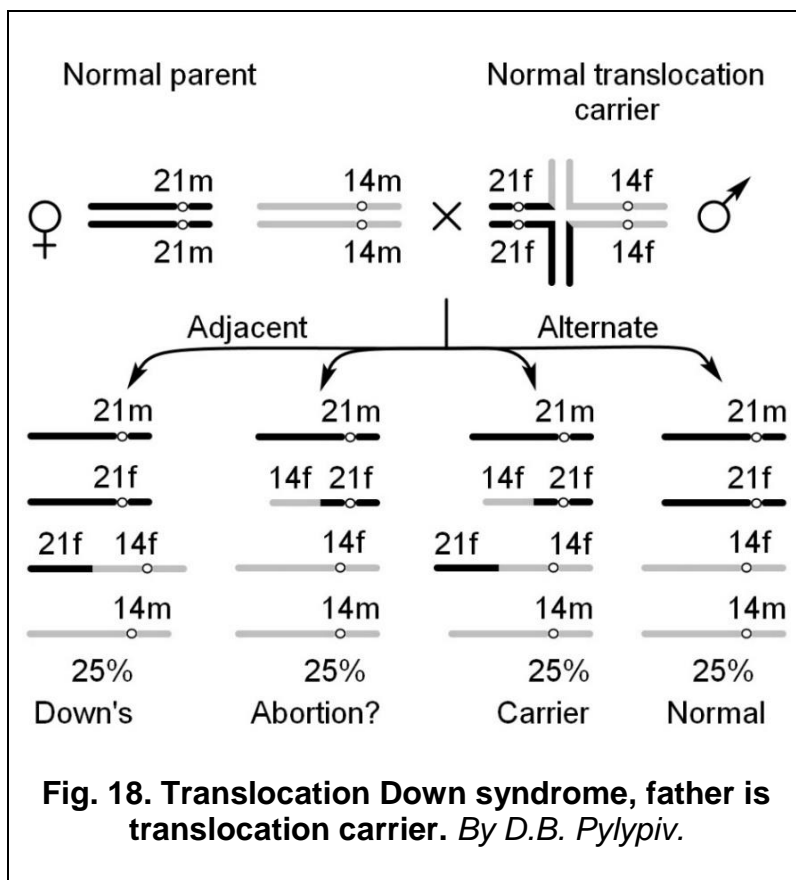 Normal parent
Normal translocation
carrier
21m 14m 21f 14f
21m 14m 21f 14f
Adjacent Alternate
21m 21m 21m 21m
21f 14f 21f 14f 21f 21f
21f 14f 14f 21f 14f 14f
14m 14m 14m 14m
25% 25% 25% 25%
Down's Abortion? Carrier Normal
Fig. 18. Translocation Down syndrome, father is
translocation carrier. By D.B. Pylypiv.